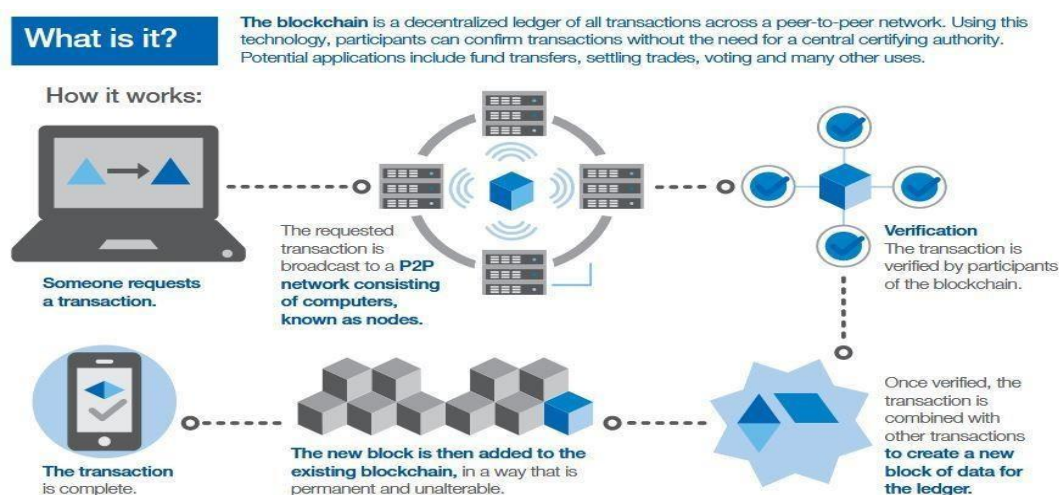 What is it?
The blockchain is a decentralized ledger of all transactions across a peer-to-peer network. Using this
technology, participants can confirm transactions without the need for a central certifying authority.
Potential applications include fund transfers, settling trades, voting and many other uses.
How it works:
Someone requests
a transaction.
The requested
transaction is
broadcast to a P2P
network consisting
of computers,
known as nodes.
Verification
The transaction is
verified by participants
of the blockchain.
Once verified, the
transaction is
combined with
other transactions
to create a new
block of data for
the ledger.
The new block is then added to the
existing blockchain, in a way that is
permanent and unalterable.
The transaction
is complete.